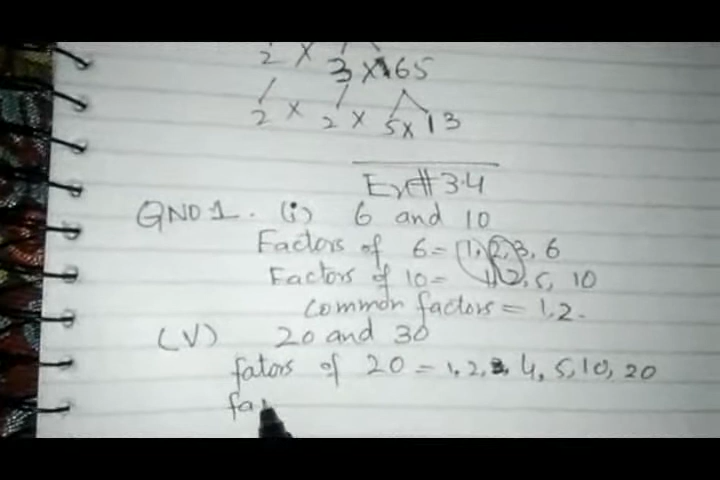 2 × 3 × 65
2 × 2 × 5 × 13
Ex# 3.4
QNO 1. (i) 6 and 10
Factors of 6 = 1, 2, 3, 6
Factors of 10 = 1, 2, 5, 10
Common factors = 1, 2.
(V) 20 and 30
fators of 20 = 1, 2, 4, 5, 10, 20
fa